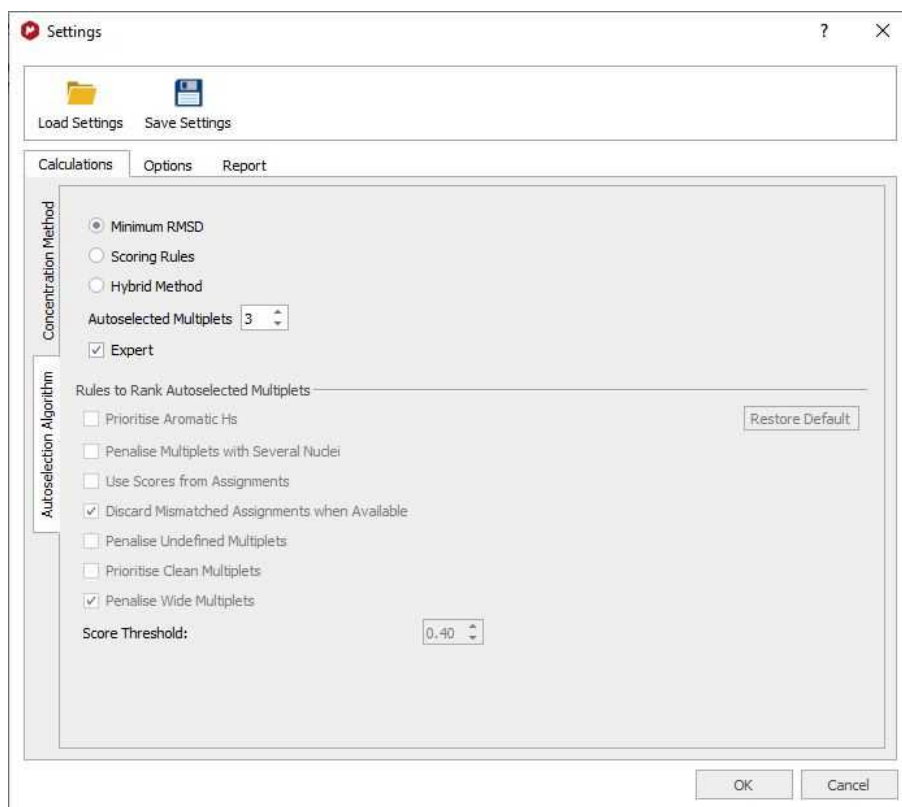 Settings
?
Load Settings Save Settings
Calculations Options Report
Concentration Method
Autoselection Algorithm
Minimum RMSD
Scoring Rules
Hybrid Method
Autoselected Multiplets 3
Expert
Rules to Rank Autoselected Multiplets
Prioritise Aromatic Hs
Restore Default
Penalise Multiplets with Several Nuclei
Use Scores from Assignments
Discard Mismatched Assignments when Available
Penalise Undefined Multiplets
Prioritise Clean Multiplets
Penalise Wide Multiplets
Score Threshold: 0.40
OK Cancel